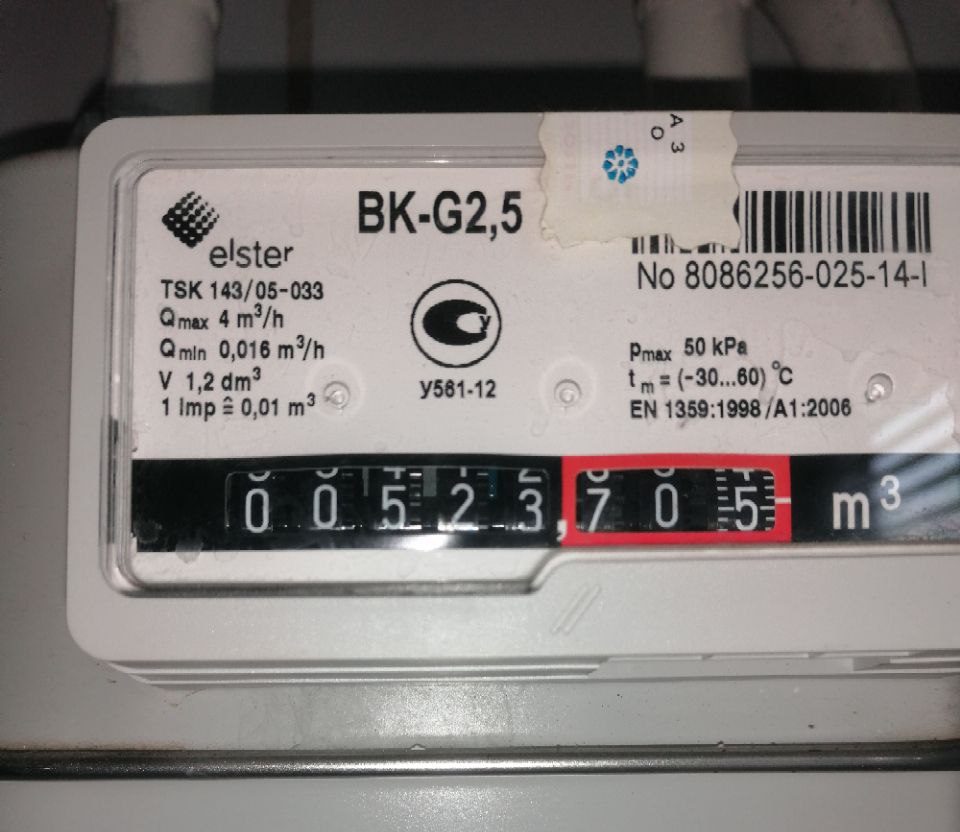 A 3
O
elster
BK-G2,5
TSK 143/05-033
Qmax 4 m³/h
Qmin 0,016 m³/h
V 1,2 dm³
1 Imp ≙ 0,01 m³
У
У561-12
No 8086256-025-14-I
pmax 50 kPa
tm = (-30...60) °C
EN 1359:1998/A1:2006
00523,705 m³